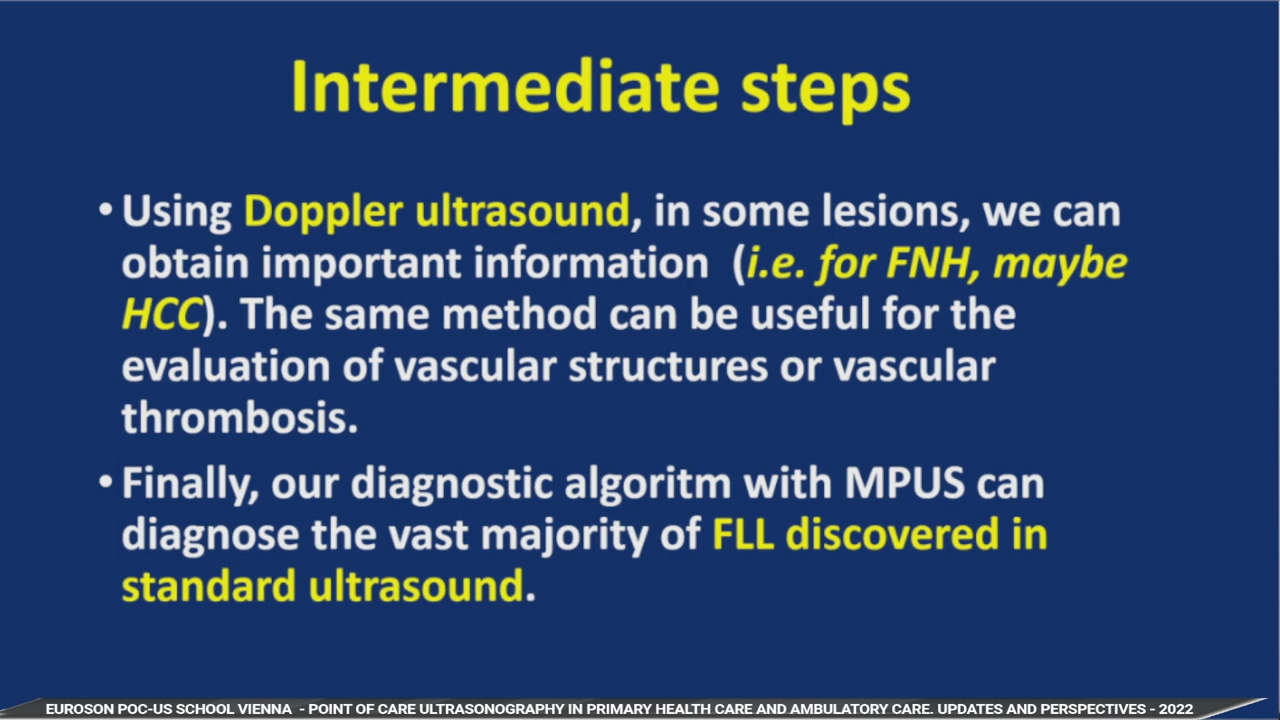 Intermediate steps
• Using Doppler ultrasound, in some lesions, we can
obtain important information (i.e. for FNH, maybe
HCC). The same method can be useful for the
evaluation of vascular structures or vascular
thrombosis.
• Finally, our diagnostic algoritm with MPUS can
diagnose the vast majority of FLL discovered in
standard ultrasound.
EUROSON POC-US SCHOOL VIENNA - POINT OF CARE ULTRASONOGRAPHY IN PRIMARY HEALTH CARE AND AMBULATORY CARE. UPDATES AND PERSPECTIVES - 2022